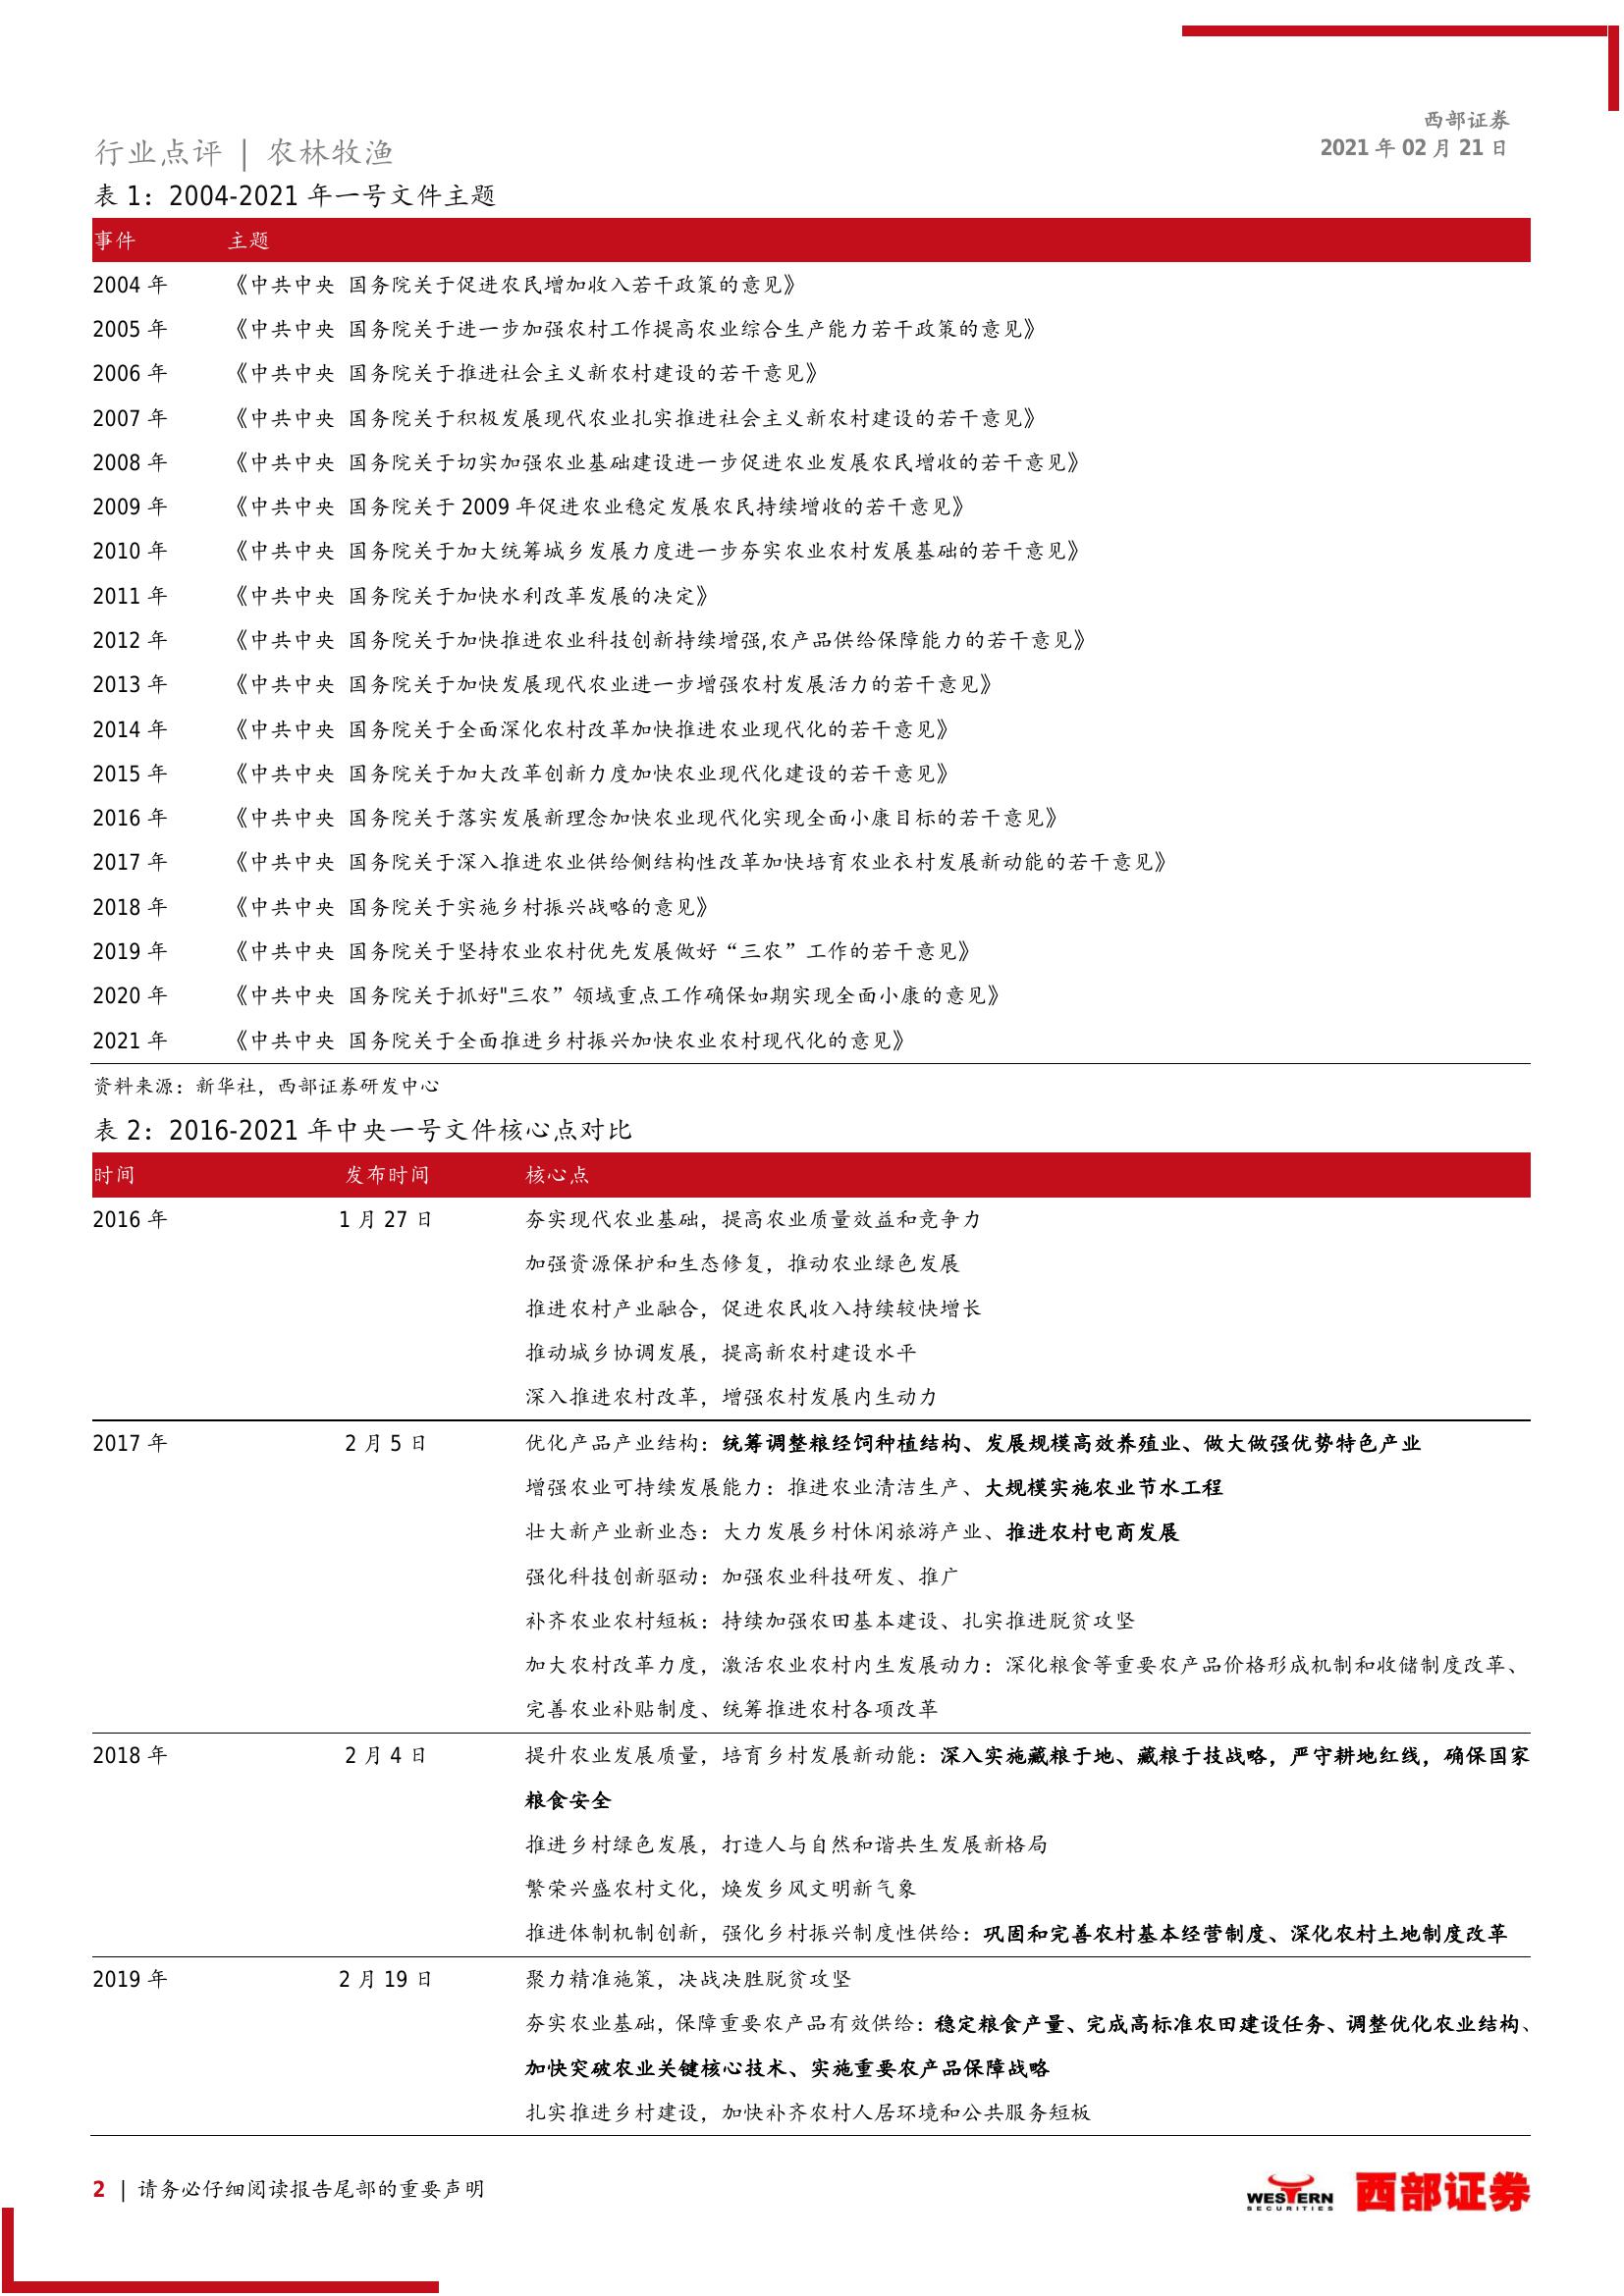 西部证券
2021 年 02 月 21 日
行业点评 | 农林牧渔
表 1：2004-2021 年一号文件主题
事件 主题
2004 年 《中共中央 国务院关于促进农民增加收入若干政策的意见》
2005 年 《中共中央 国务院关于进一步加强农村工作提高农业综合生产能力若干政策的意见》
2006 年 《中共中央 国务院关于推进社会主义新农村建设的若干意见》
2007 年 《中共中央 国务院关于积极发展现代农业扎实推进社会主义新农村建设的若干意见》
2008 年 《中共中央 国务院关于切实加强农业基础建设进一步促进农业发展农民增收的若干意见》
2009 年 《中共中央 国务院关于 2009 年促进农业稳定发展农民持续增收的若干意见》
2010 年 《中共中央 国务院关于加大统筹城乡发展力度进一步夯实农业农村发展基础的若干意见》
2011 年 《中共中央 国务院关于加快水利改革发展的决定》
2012 年 《中共中央 国务院关于加快推进农业科技创新持续增强,农产品供给保障能力的若干意见》
2013 年 《中共中央 国务院关于加快发展现代农业进一步增强农村发展活力的若干意见》
2014 年 《中共中央 国务院关于全面深化农村改革加快推进农业现代化的若干意见》
2015 年 《中共中央 国务院关于加大改革创新力度加快农业现代化建设的若干意见》
2016 年 《中共中央 国务院关于落实发展新理念加快农业现代化实现全面小康目标的若干意见》
2017 年 《中共中央 国务院关于深入推进农业供给侧结构性改革加快培育农业衣村发展新动能的若干意见》
2018 年 《中共中央 国务院关于实施乡村振兴战略的意见》
2019 年 《中共中央 国务院关于坚持农业农村优先发展做好“三农”工作的若干意见》
2020 年 《中共中央 国务院关于抓好"三农”领域重点工作确保如期实现全面小康的意见》
2021 年 《中共中央 国务院关于全面推进乡村振兴加快农业农村现代化的意见》
资料来源：新华社，西部证券研发中心
表 2：2016-2021 年中央一号文件核心点对比
时间 发布时间 核心点
2016 年 1 月 27 日 夯实现代农业基础，提高农业质量效益和竞争力
加强资源保护和生态修复，推动农业绿色发展
推进农村产业融合，促进农民收入持续较快增长
推动城乡协调发展，提高新农村建设水平
深入推进农村改革，增强农村发展内生动力
2017 年 2 月 5 日 优化产品产业结构：统筹调整粮经饲种植结构、发展规模高效养殖业、做大做强优势特色产业
增强农业可持续发展能力：推进农业清洁生产、大规模实施农业节水工程
壮大新产业新业态：大力发展乡村休闲旅游产业、推进农村电商发展
强化科技创新驱动：加强农业科技研发、推广
补齐农业农村短板：持续加强农田基本建设、扎实推进脱贫攻坚
加大农村改革力度，激活农业农村内生发展动力：深化粮食等重要农产品价格形成机制和收储制度改革、
完善农业补贴制度、统筹推进农村各项改革
2018 年 2 月 4 日 提升农业发展质量，培育乡村发展新动能：深入实施藏粮于地、藏粮于技战略，严守耕地红线，确保国家
粮食安全
推进乡村绿色发展，打造人与自然和谐共生发展新格局
繁荣兴盛农村文化，焕发乡风文明新气象
推进体制机制创新，强化乡村振兴制度性供给：巩固和完善农村基本经营制度、深化农村土地制度改革
2019 年 2 月 19 日 聚力精准施策，决战决胜脱贫攻坚
夯实农业基础，保障重要农产品有效供给：稳定粮食产量、完成高标准农田建设任务、调整优化农业结构、
加快突破农业关键核心技术、实施重要农产品保障战略
扎实推进乡村建设，加快补齐农村人居环境和公共服务短板
2 | 请务必仔细阅读报告尾部的重要声明
WESTERN
SECURITIES
西部证券